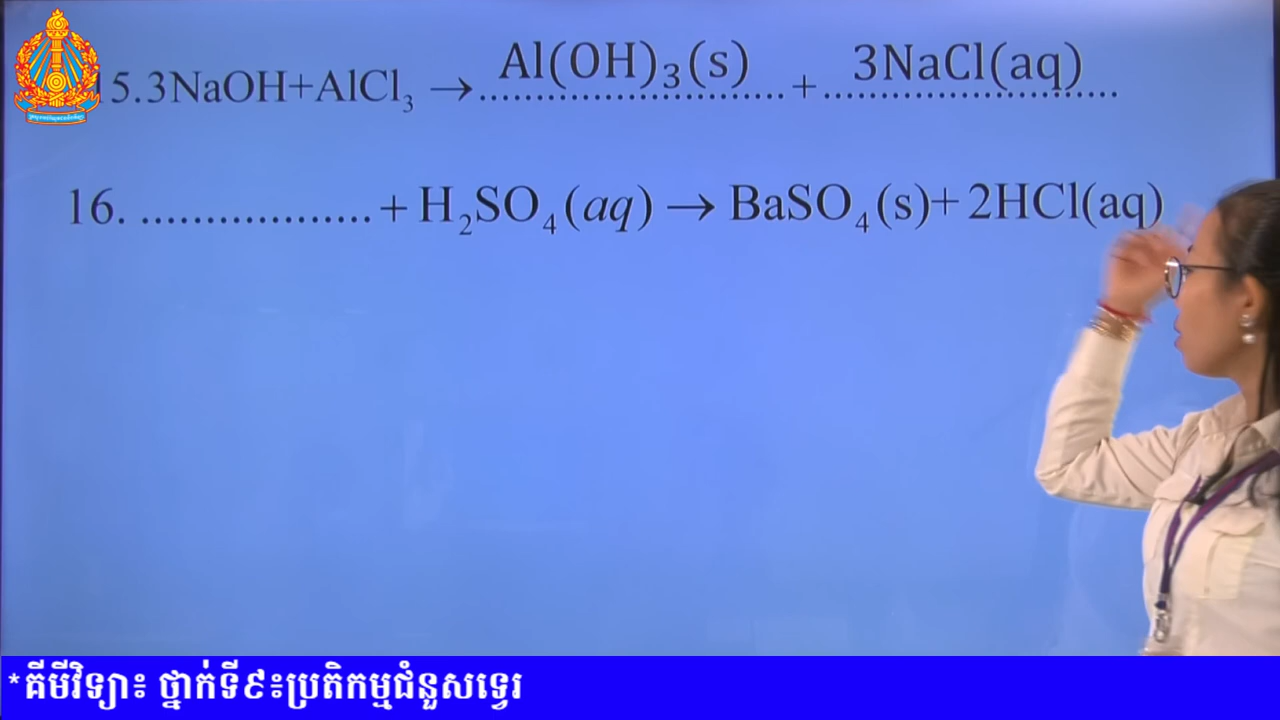 15.3NaOH+AlCl₃ → Al(OH)₃(s) + 3NaCl(aq)
16. .................. + H₂SO₄(aq) → BaSO₄(s)+ 2HCl(aq)
*គីមីវិទ្យា៖ ថ្នាក់ទី៩៖ប្រតិកម្មជំនួសទ្វេរ